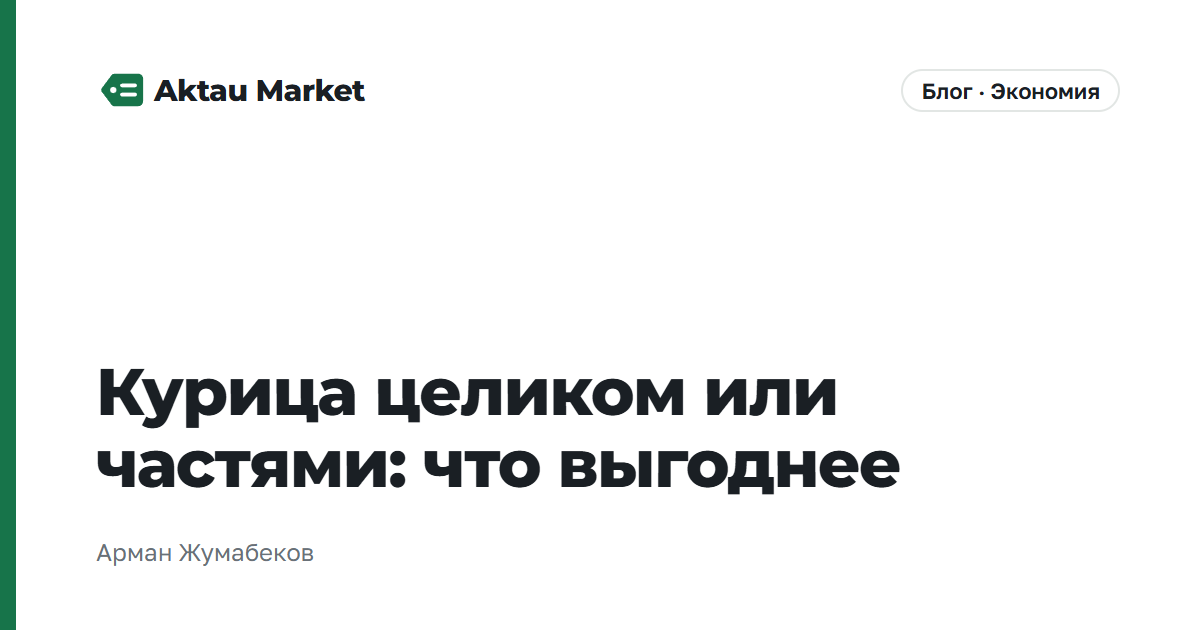 Aktau Market
Блог · Экономия
Курица целиком или
частями: что выгоднее
Арман Жумабеков